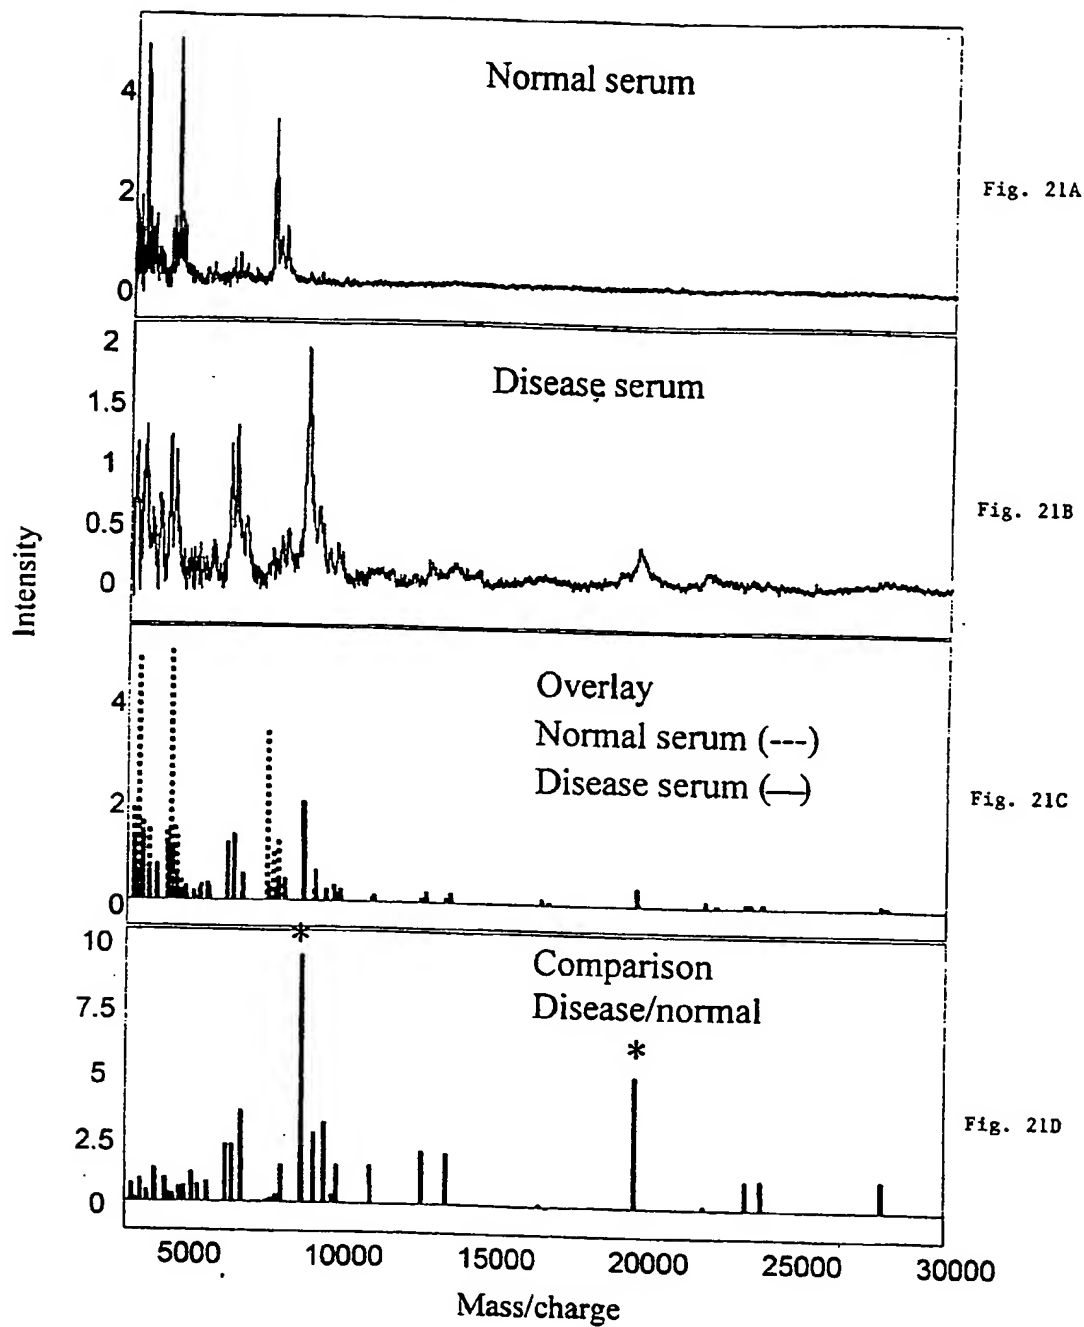 4
Normal serum
2
Fig. 21A
0
2
Disease serum
1.5
1
0.5
Fig. 21B
0
Intensity
Overlay
4
Normal serum (---)
Disease serum (—)
2
Fig. 21C
0
*
10
Comparison
Disease/normal
7.5
*
5
2.5
Fig. 21D
0
5000 10000 15000 20000 25000 30000
Mass/charge